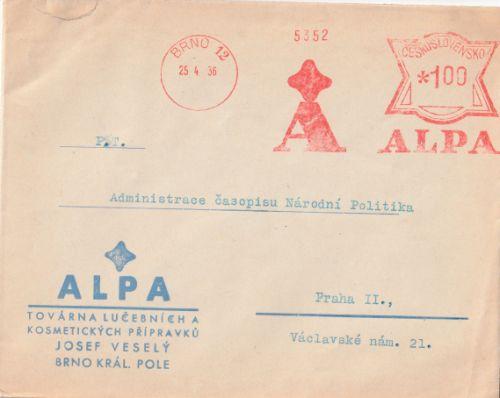 5352
BRNO 12
25 4 36
ČESKOSLOVENSKO
*1.00
A
ALPA
P.T.
Administrace časopisu Národní Politika
ALPA
TOVÁRNA LUČEBNÍCH A
KOSMETICKÝCH PŘÍPRAVKŮ
JOSEF VESELÝ
BRNO KRÁL. POLE
Praha II.,
Václavské nám. 21.